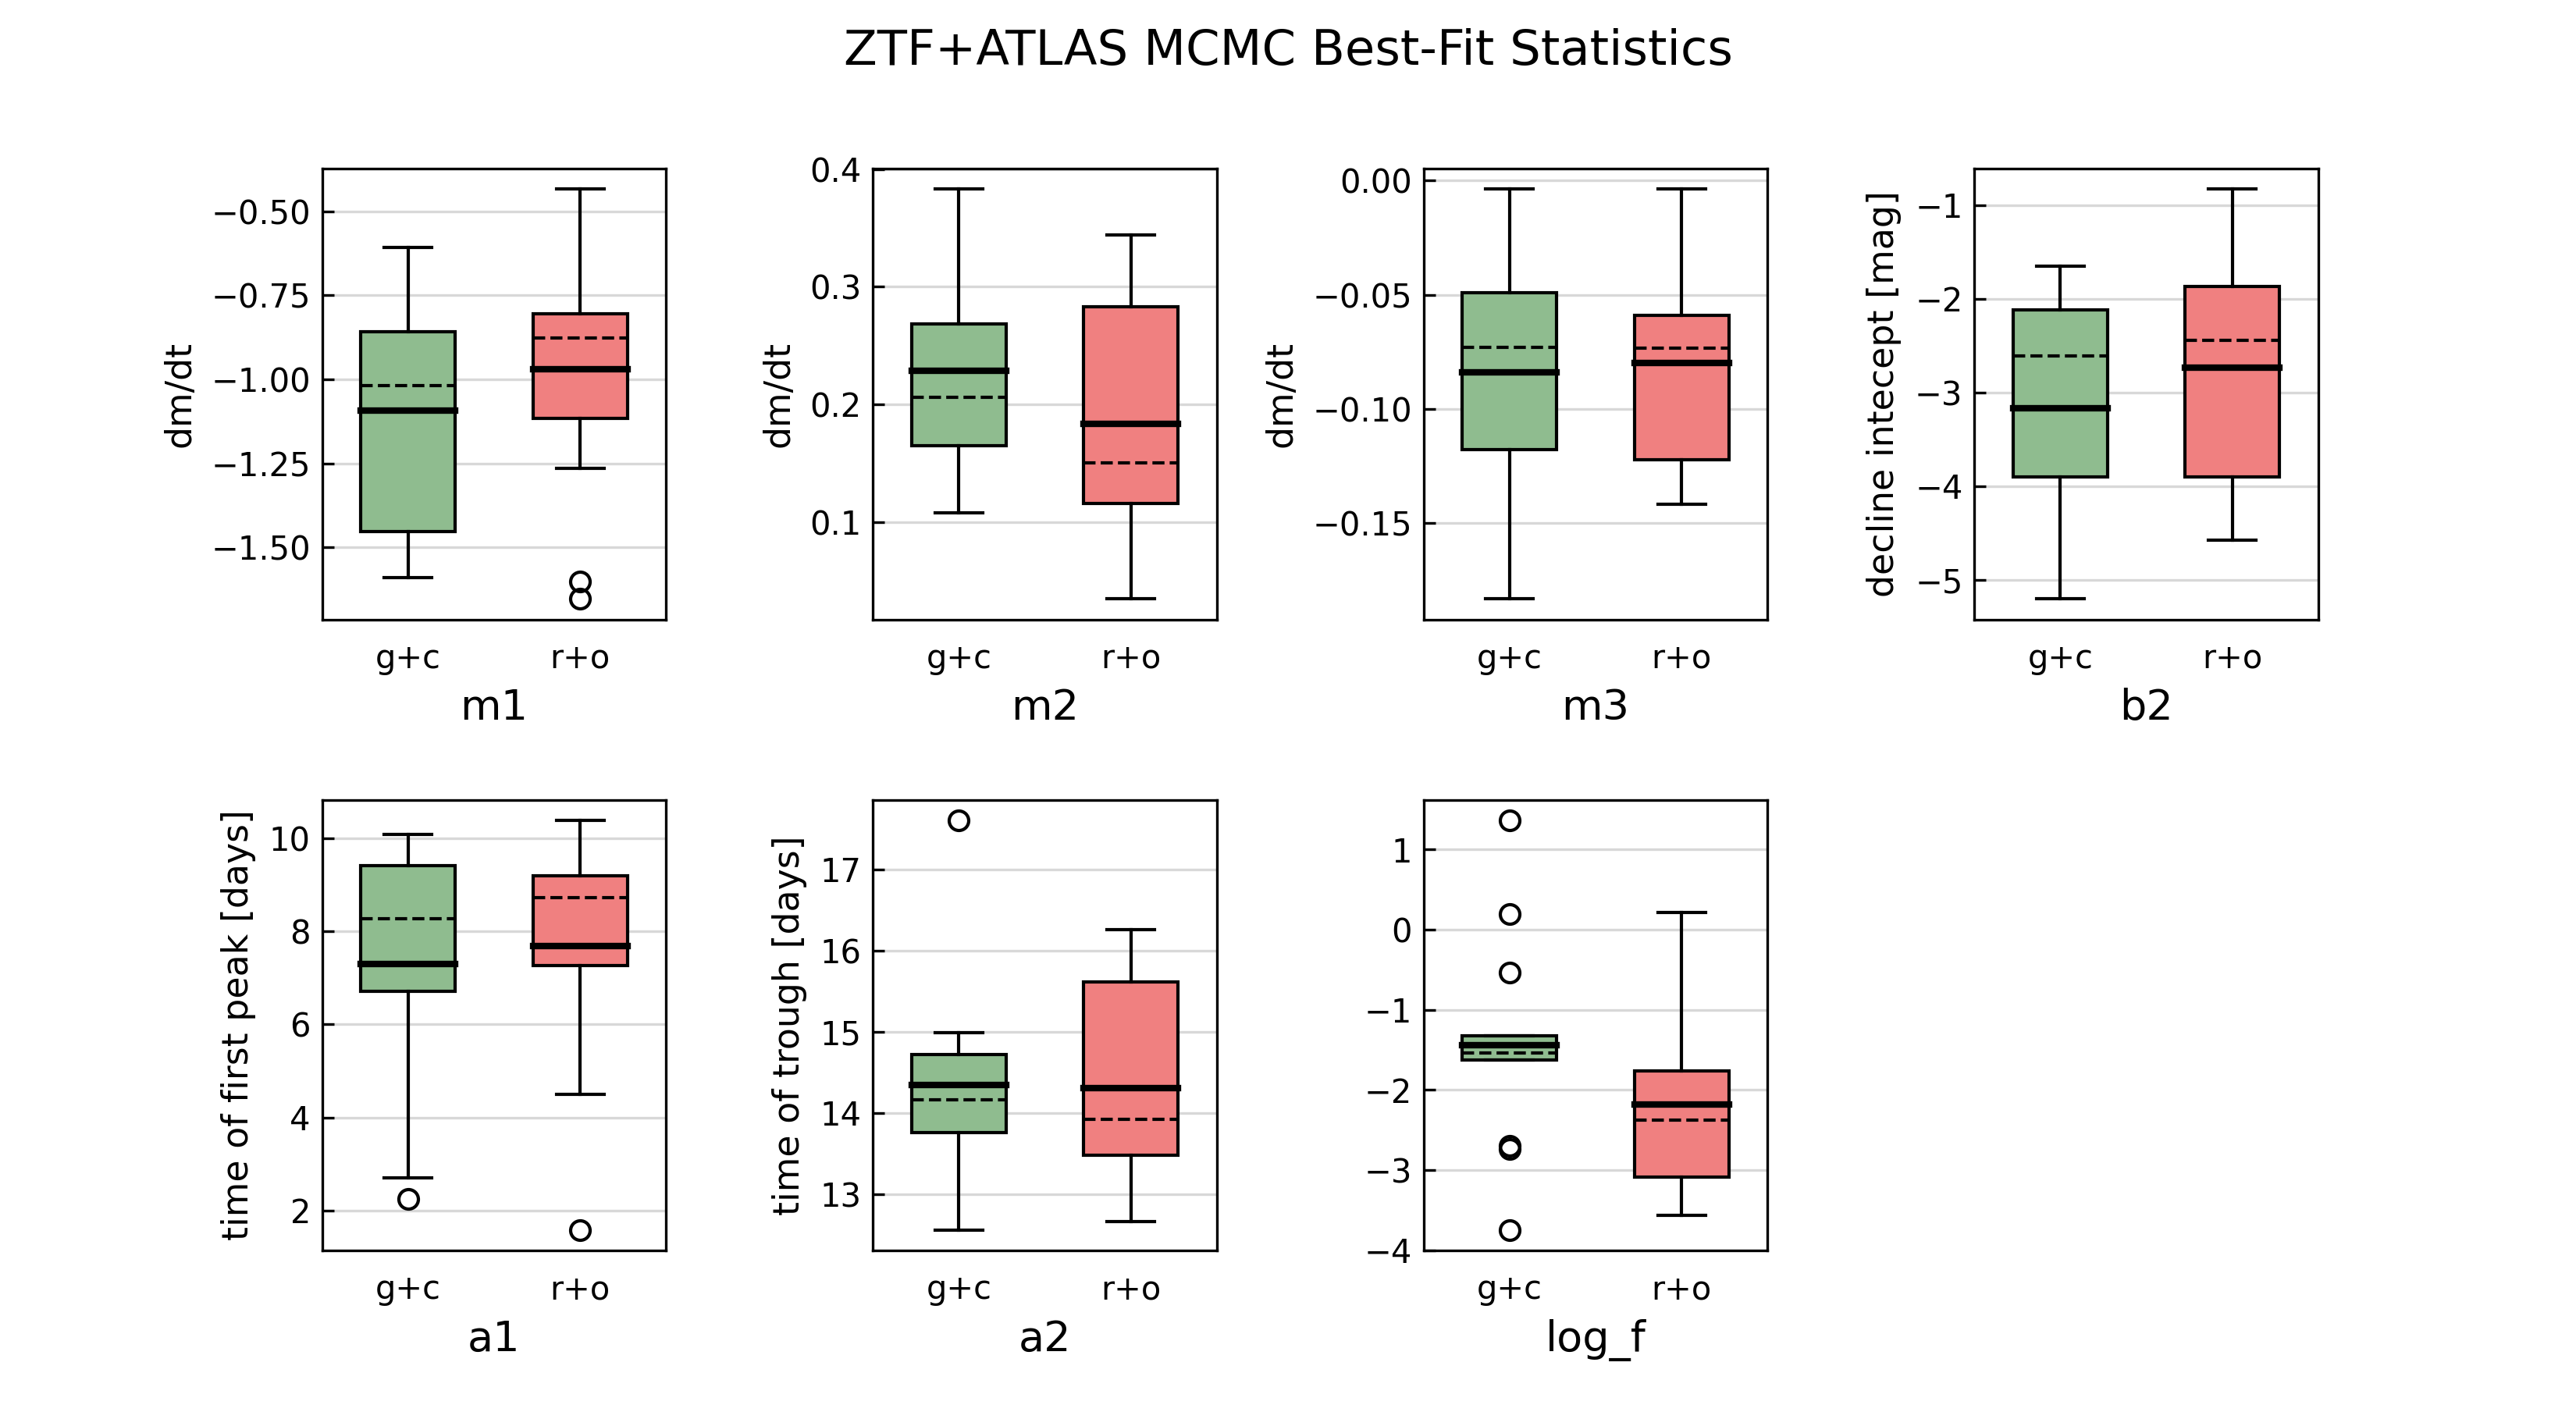 ZTF+ATLAS MCMC Best-Fit Statistics
dm/dt
−0.50
−0.75
−1.00
−1.25
−1.50
g+c r+o
m1
dm/dt
0.4
0.3
0.2
0.1
g+c r+o
m2
dm/dt
0.00
−0.05
−0.10
−0.15
g+c r+o
m3
decline intecept [mag]
−1
−2
−3
−4
−5
g+c r+o
b2
time of first peak [days]
10
8
6
4
2
g+c r+o
a1
time of trough [days]
17
16
15
14
13
g+c r+o
a2
1
0
−1
−2
−3
−4
g+c r+o
log_f